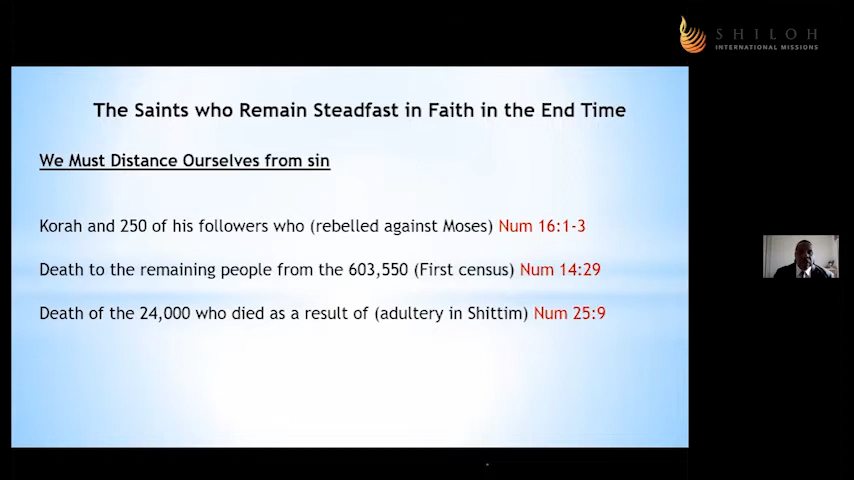 SHILOH
INTERNATIONAL MISSIONS
The Saints who Remain Steadfast in Faith in the End Time
We Must Distance Ourselves from sin
Korah and 250 of his followers who (rebelled against Moses) Num 16:1-3
Death to the remaining people from the 603,550 (First census) Num 14:29
Death of the 24,000 who died as a result of (adultery in Shittim) Num 25:9